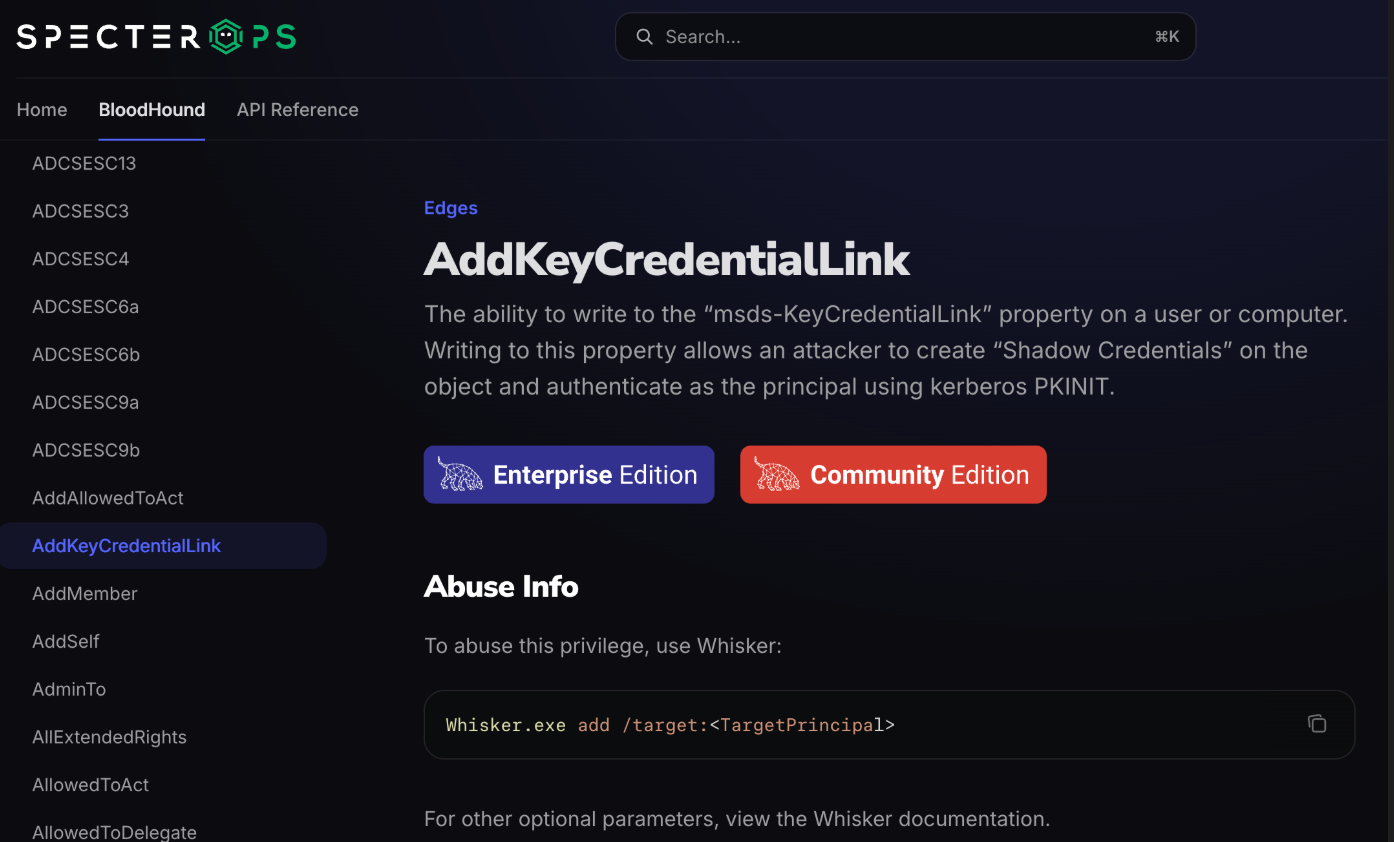 SPECTEROPS
Search...
⌘K
Home
BloodHound
API Reference
ADCSESC13
ADCSESC3
ADCSESC4
ADCSESC6a
ADCSESC6b
ADCSESC9a
ADCSESC9b
AddAllowedToAct
AddKeyCredentialLink
AddMember
AddSelf
AdminTo
AllExtendedRights
AllowedToAct
AllowedToDelegate
Edges
AddKeyCredentialLink
The ability to write to the “msds-KeyCredentialLink” property on a user or computer.
Writing to this property allows an attacker to create “Shadow Credentials” on the
object and authenticate as the principal using kerberos PKINIT.
Enterprise Edition
Community Edition
Abuse Info
To abuse this privilege, use Whisker:
Whisker.exe add /target:<TargetPrincipal>
For other optional parameters, view the Whisker documentation.